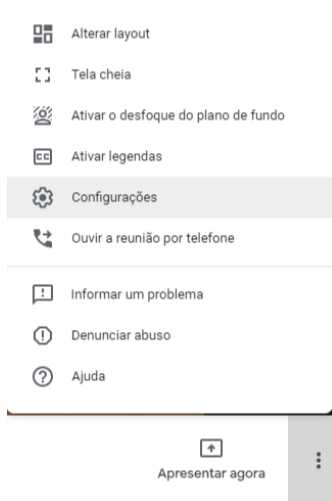 Alterar layout
Tela cheia
Ativar o desfoque do plano de fundo
CC
Ativar legendas
Configurações
Ouvir a reunião por telefone
Informar um problema
Denunciar abuso
Ajuda
Apresentar agora